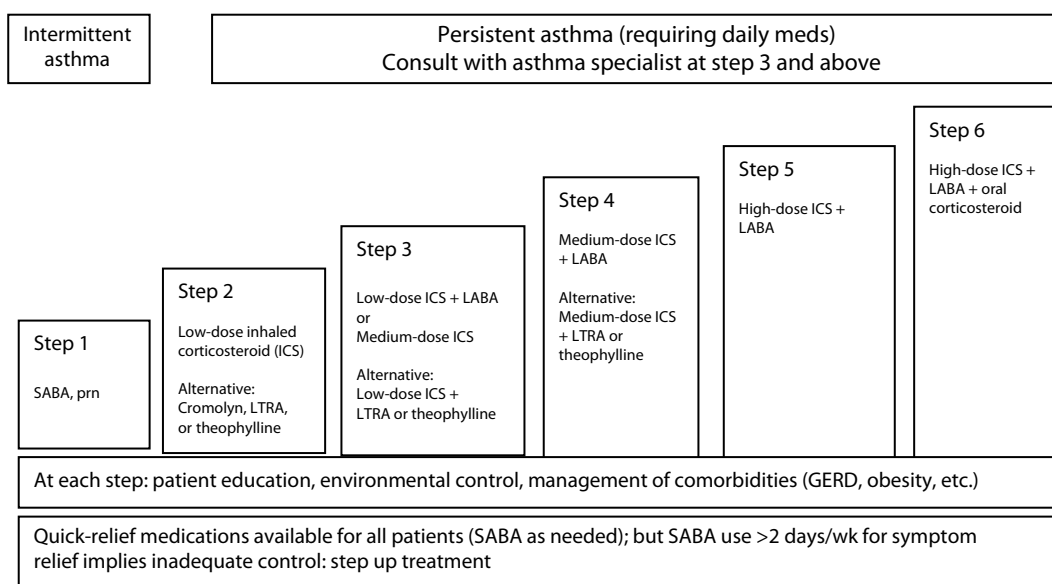 Intermittent
asthma
Persistent asthma (requiring daily meds)
Consult with asthma specialist at step 3 and above
Step 1
SABA, prn
Step 2
Low-dose inhaled
corticosteroid (ICS)
Alternative:
Cromolyn, LTRA,
or theophylline
Step 3
Low-dose ICS + LABA
or
Medium-dose ICS
Alternative:
Low-dose ICS +
LTRA or theophylline
Step 4
Medium-dose ICS
+ LABA
Alternative:
Medium-dose ICS
+ LTRA or
theophylline
Step 5
High-dose ICS +
LABA
Step 6
High-dose ICS +
LABA + oral
corticosteroid
At each step: patient education, environmental control, management of comorbidities (GERD, obesity, etc.)
Quick-relief medications available for all patients (SABA as needed); but SABA use >2 days/wk for symptom
relief implies inadequate control: step up treatment